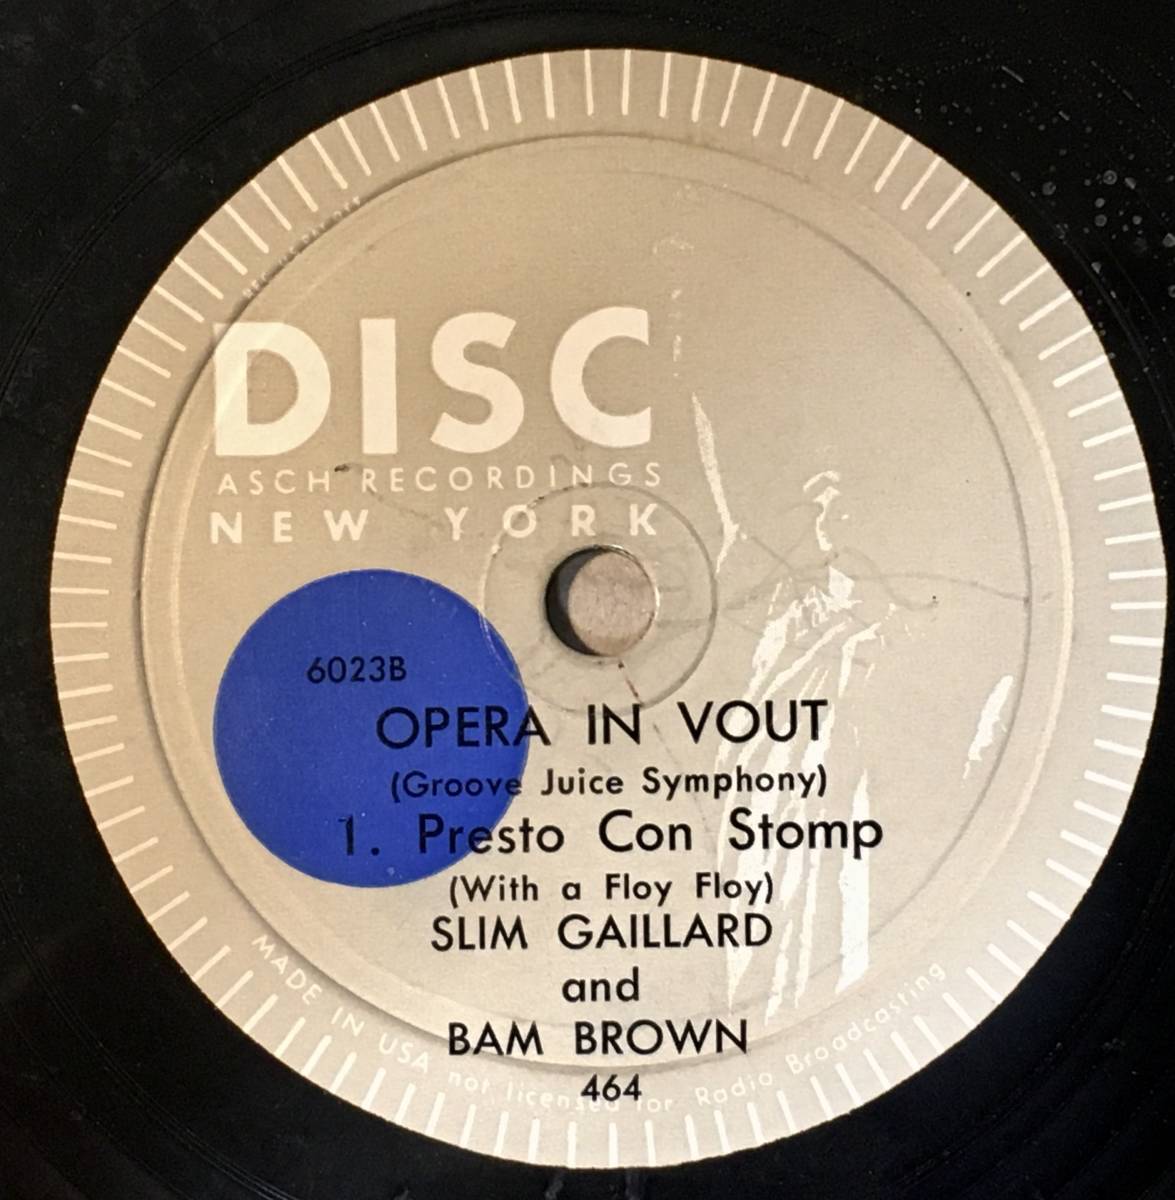 DISC
ASCH RECORDINGS
NEW YORK
6023B
OPERA IN VOUT
(Groove Juice Symphony)
1. Presto Con Stomp
(With a Floy Floy)
SLIM GAILLARD
and
BAM BROWN
464
MADE IN USA not licensed for Radio Broadcasting